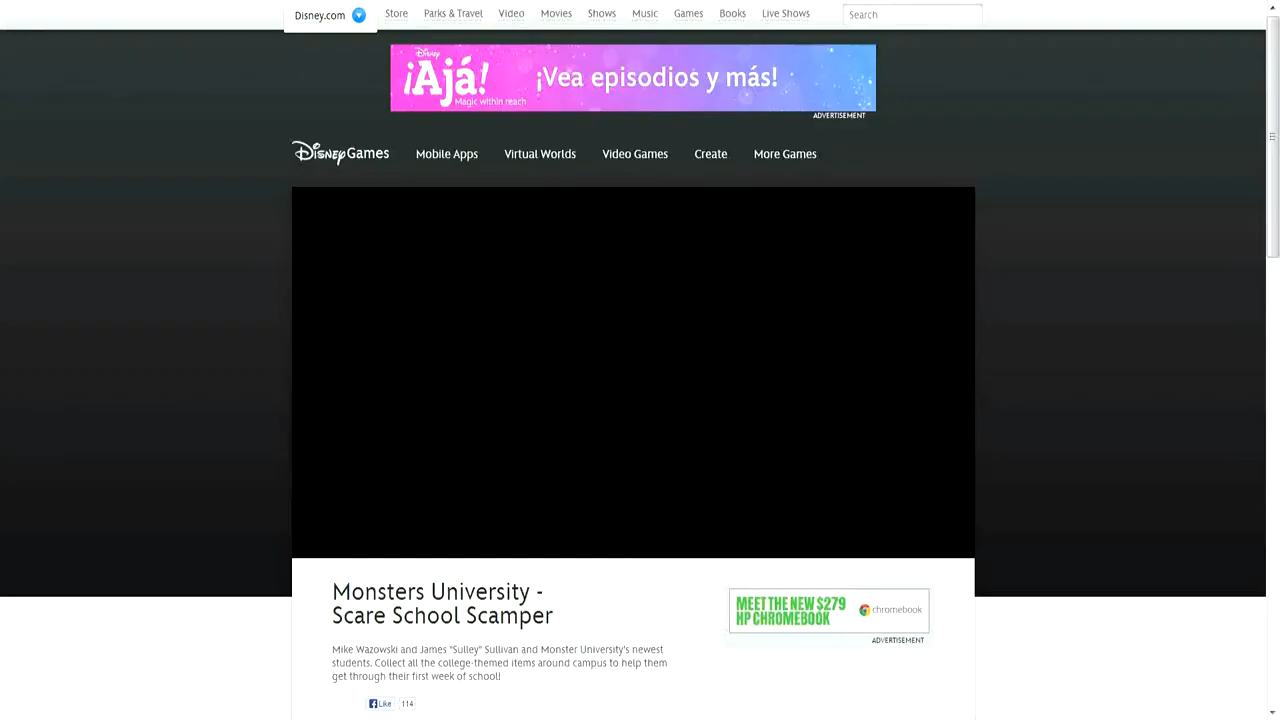 Disney.com Store Parks & Travel Video Movies Shows Music Games Books Live Shows Search
Disney
¡Ajá!
Magic within reach
¡Vea episodios y más!
ADVERTISEMENT
Disney Games Mobile Apps Virtual Worlds Video Games Create More Games
Monsters University -
Scare School Scamper
Mike Wazowski and James "Sulley" Sullivan and Monster University's newest
students. Collect all the college-themed items around campus to help them
get through their first week of school!
Like 114
MEET THE NEW $279
HP CHROMEBOOK
chromebook
ADVERTISEMENT